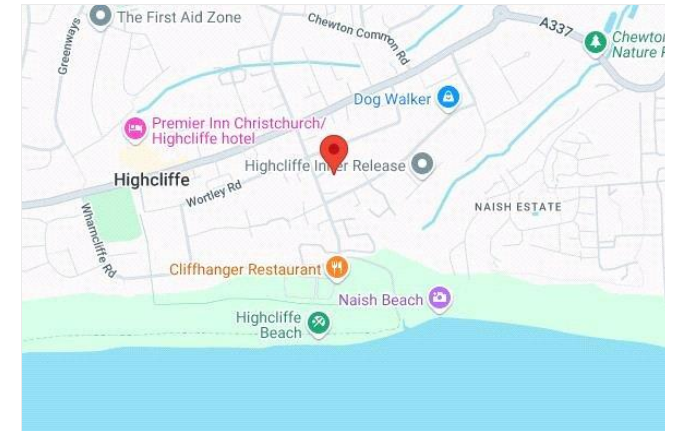 The First Aid Zone
Greenways
Chewton Common Rd
A337
Chewto
Nature
Dog Walker
Premier Inn Christchurch/
Highcliffe hotel
Highcliffe
Highcliffe Inner Release
Wortley Rd
NAISH ESTATE
Wharncliffe Rd
Cliffhanger Restaurant
Naish Beach
Highcliffe
Beach